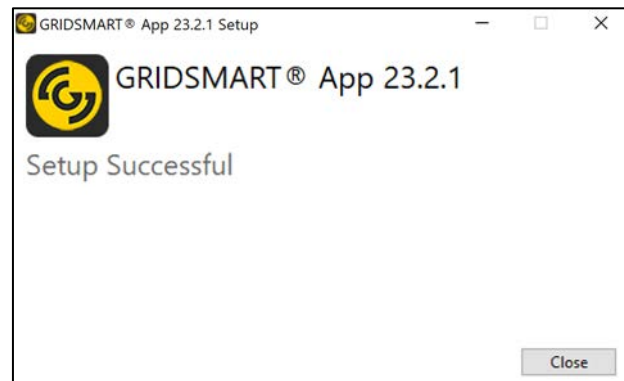 GRIDSMART® App 23.2.1 Setup
GRIDSMART® App 23.2.1
Setup Successful
Close